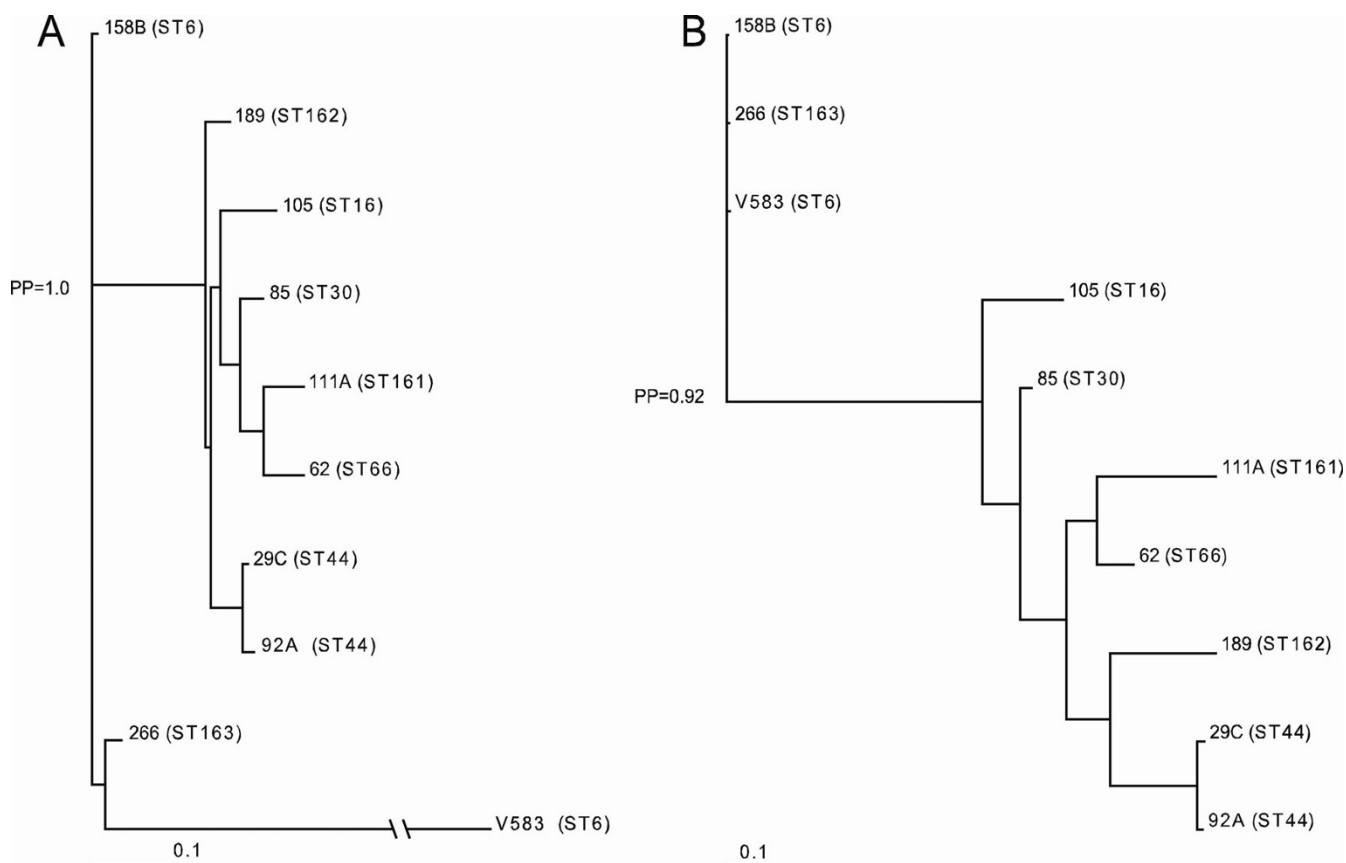 A
158B (ST6)
189 (ST162)
105 (ST16)
85 (ST30)
PP=1.0
111A (ST161)
62 (ST66)
29C (ST44)
92A (ST44)
266 (ST163)
V583 (ST6)
0.1
B
158B (ST6)
266 (ST163)
V583 (ST6)
105 (ST16)
85 (ST30)
PP=0.92
111A (ST161)
62 (ST66)
189 (ST162)
29C (ST44)
92A (ST44)
0.1